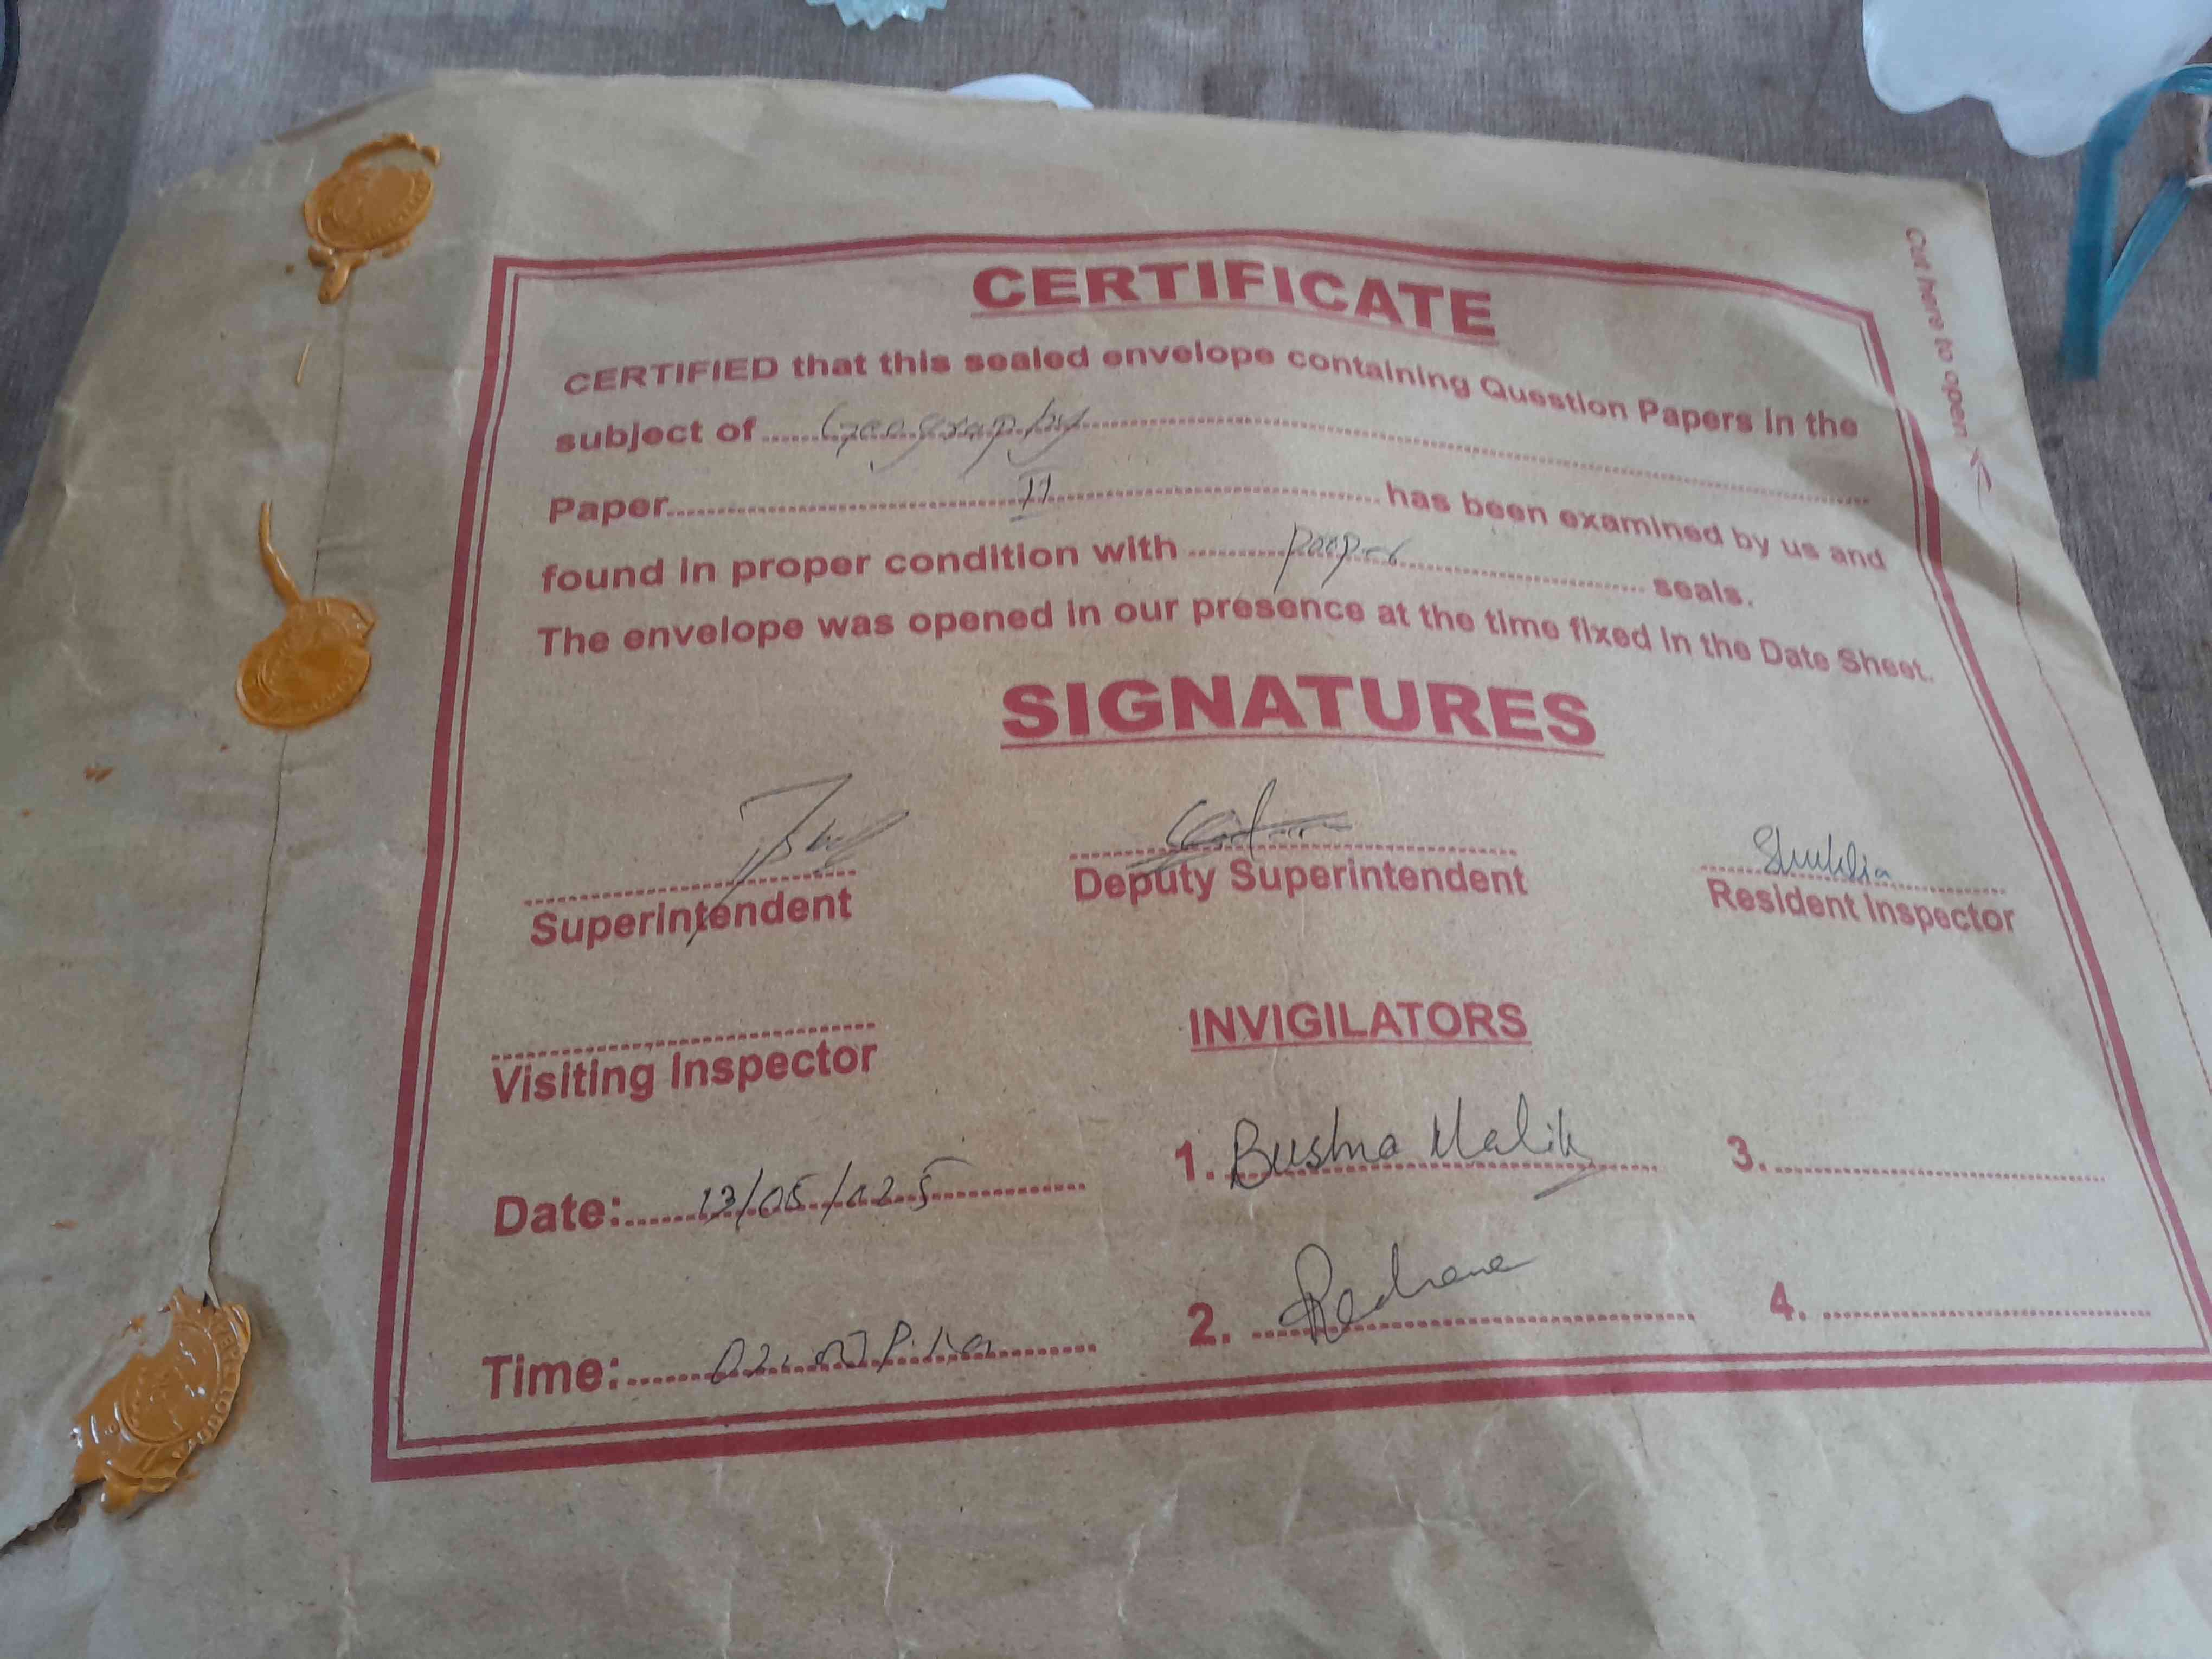 Cut here to open
CERTIFICATE
CERTIFIED that this sealed envelope containing Question Papers in the
subject of Geography
Paper II has been examined by us and
found in proper condition with seals.
The envelope was opened in our presence at the time fixed in the Date Sheet.
SIGNATURES
Superintendent Deputy Superintendent Resident Inspector
Visiting Inspector INVIGILATORS
1. Bushra Malik 3.
Date: 13/05/025
2. 4.
Time: